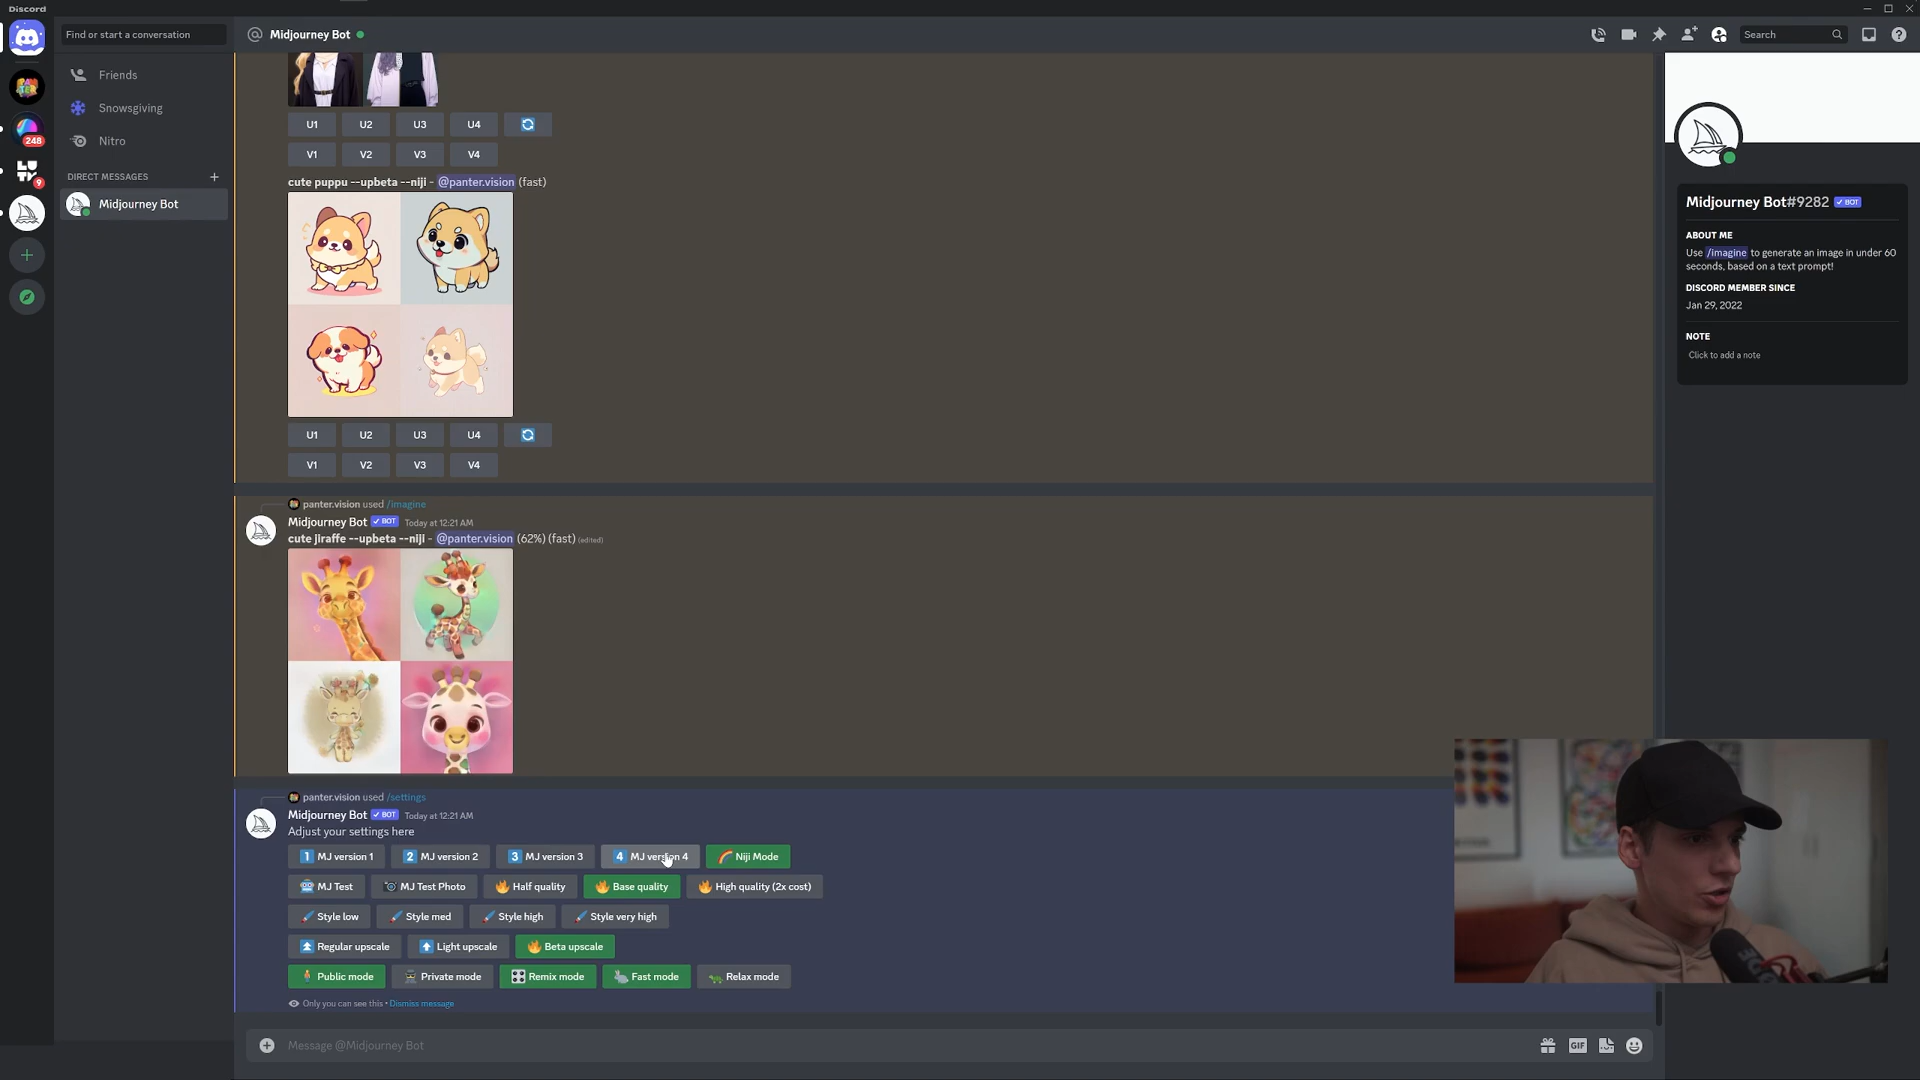 Discord
Find or start a conversation
Midjourney Bot
Search
Friends
Snowsgiving
Nitro
DIRECT MESSAGES
Midjourney Bot
248
9
U1 U2 U3 U4
V1 V2 V3 V4
cute puppu --upbeta --niji - @panter.vision (fast)
U1 U2 U3 U4
V1 V2 V3 V4
panter.vision used /imagine
Midjourney Bot BOT Today at 12:21 AM
cute jiraffe --upbeta --niji - @panter.vision (62%) (fast) (edited)
panter.vision used /settings
Midjourney Bot BOT Today at 12:21 AM
Adjust your settings here
1 MJ version 1 2 MJ version 2 3 MJ version 3 4 MJ version 4 Niji Mode
MJ Test MJ Test Photo Half quality Base quality High quality (2x cost)
Style low Style med Style high Style very high
Regular upscale Light upscale Beta upscale
Public mode Private mode Remix mode Fast mode Relax mode
Only you can see this • Dismiss message
Message @Midjourney Bot
GIF
Midjourney Bot#9282 BOT
ABOUT ME
Use /imagine to generate an image in under 60
seconds, based on a text prompt!
DISCORD MEMBER SINCE
Jan 29, 2022
NOTE
Click to add a note